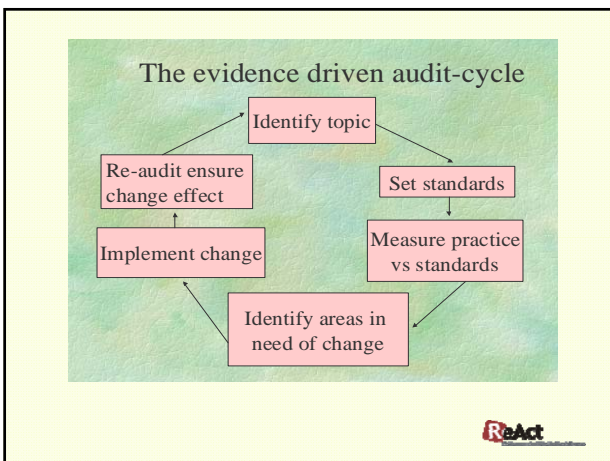 The evidence driven audit-cycle
Identify topic
Set standards
Measure practice
vs standards
Identify areas in
need of change
Implement change
Re-audit ensure
change effect
ReAct